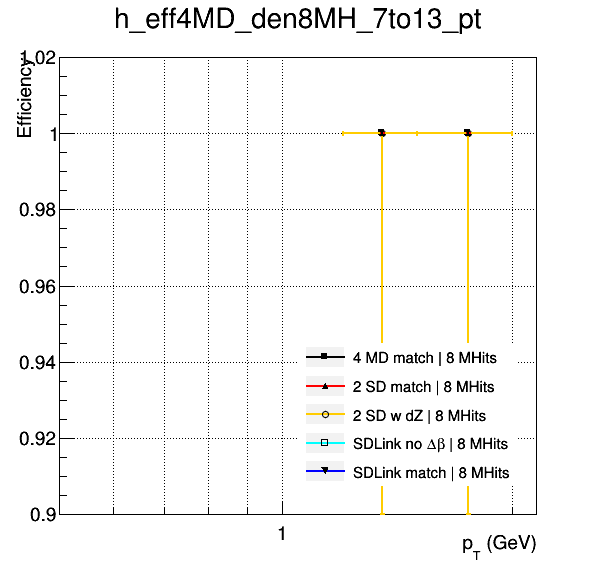 h_eff4MD_den8MH_7to13_pt
Efficiency
1.02
1
0.98
0.96
0.94
0.92
0.9
4 MD match | 8 MHits
2 SD match | 8 MHits
2 SD w dZ | 8 MHits
SDLink no Δβ | 8 MHits
SDLink match | 8 MHits
1
p_T (GeV)